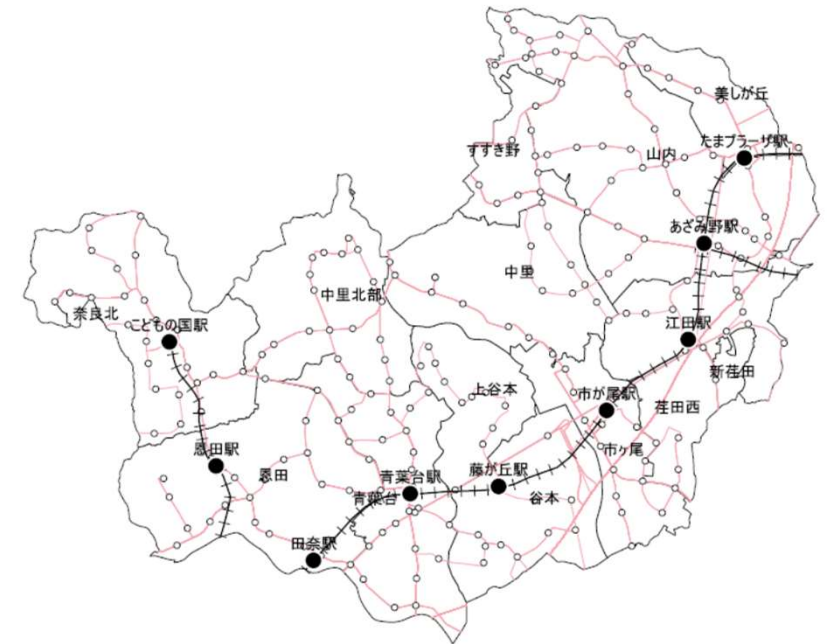 美しが丘
たまプラーザ駅
すすき野
山内
あざみ野駅
中里
中里北部
奈良北
こどもの国駅
江田駅
新荏田
上谷本
市が尾駅
荏田西
恩田駅
市ヶ尾
恩田
青葉台駅
藤が丘駅
青葉台
谷本
田奈駅